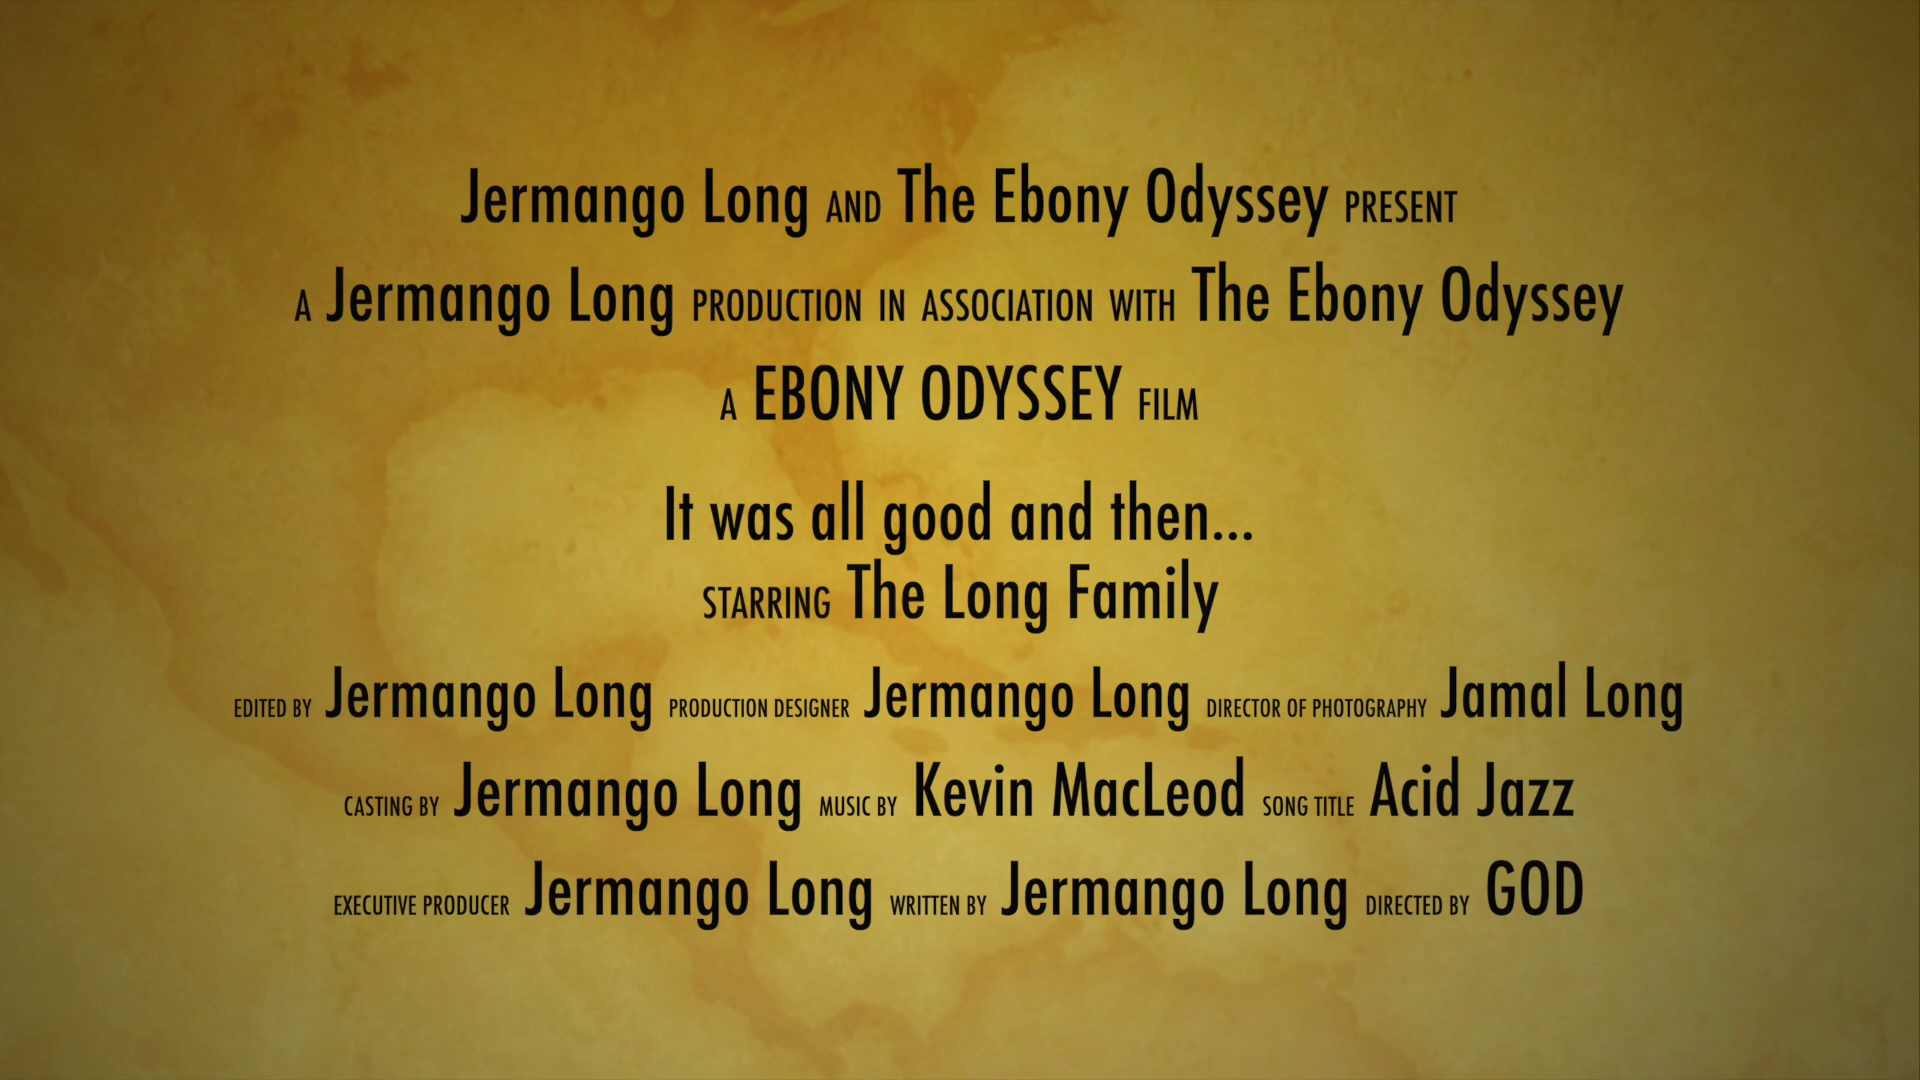 Jermango Long AND The Ebony Odyssey PRESENT
A Jermango Long PRODUCTION IN ASSOCIATION WITH The Ebony Odyssey
A EBONY ODYSSEY FILM
It was all good and then...
STARRING The Long Family
EDITED BY Jermango Long PRODUCTION DESIGNER Jermango Long DIRECTOR OF PHOTOGRAPHY Jamal Long
CASTING BY Jermango Long MUSIC BY Kevin MacLeod SONG TITLE Acid Jazz
EXECUTIVE PRODUCER Jermango Long WRITTEN BY Jermango Long DIRECTED BY GOD